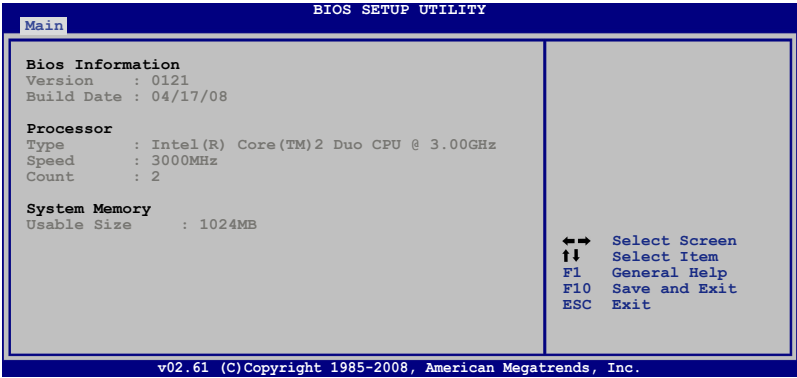 BIOS SETUP UTILITY
Main
Bios Information
Version : 0121
Build Date : 04/17/08
Processor
Type : Intel(R) Core(TM)2 Duo CPU @ 3.00GHz
Speed : 3000MHz
Count : 2
System Memory
Usable Size : 1024MB
←→ Select Screen
↑↓ Select Item
F1 General Help
F10 Save and Exit
ESC Exit
v02.61 (C)Copyright 1985-2008, American Megatrends, Inc.